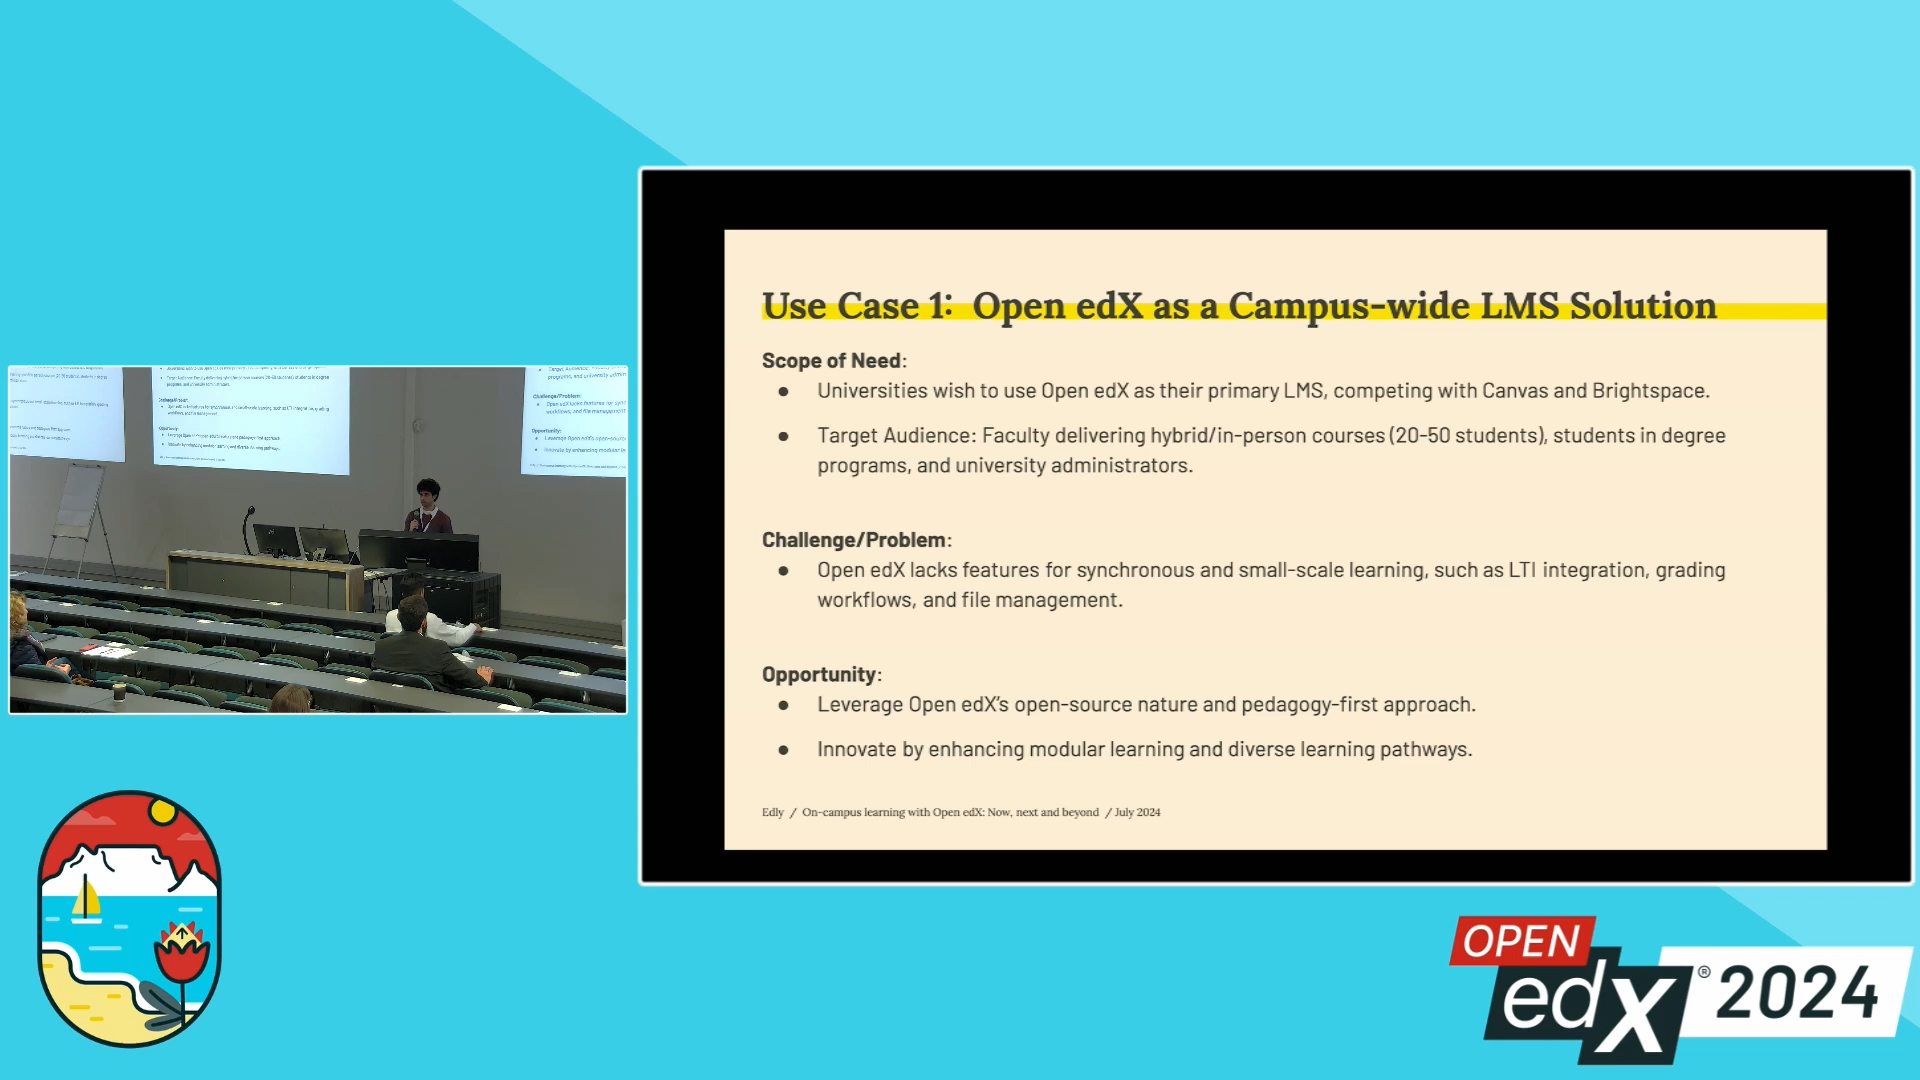 Use Case 1: Open edX as a Campus-wide LMS Solution
Scope of Need:
● Universities wish to use Open edX as their primary LMS, competing with Canvas and Brightspace.
● Target Audience: Faculty delivering hybrid/in-person courses (20-50 students), students in degree
programs, and university administrators.
Challenge/Problem:
● Open edX lacks features for synchronous and small-scale learning, such as LTI integration, grading
workflows, and file management.
Opportunity:
● Leverage Open edX's open-source nature and pedagogy-first approach.
● Innovate by enhancing modular learning and diverse learning pathways.
Edly / On-campus learning with Open edX: Now, next and beyond / July 2024
OPEN
edX ® 2024